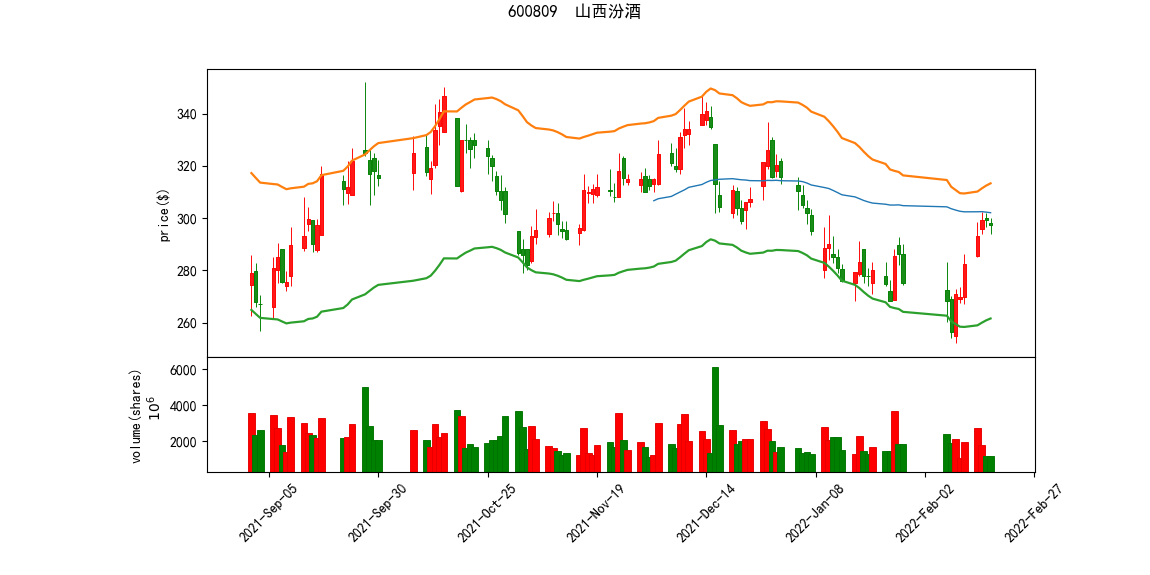 600809 山西汾酒
price($)
340
320
300
280
260
volume(shares)
10^6
6000
4000
2000
2021-Sep-05
2021-Sep-30
2021-Oct-25
2021-Nov-19
2021-Dec-14
2022-Jan-08
2022-Feb-02
2022-Feb-27